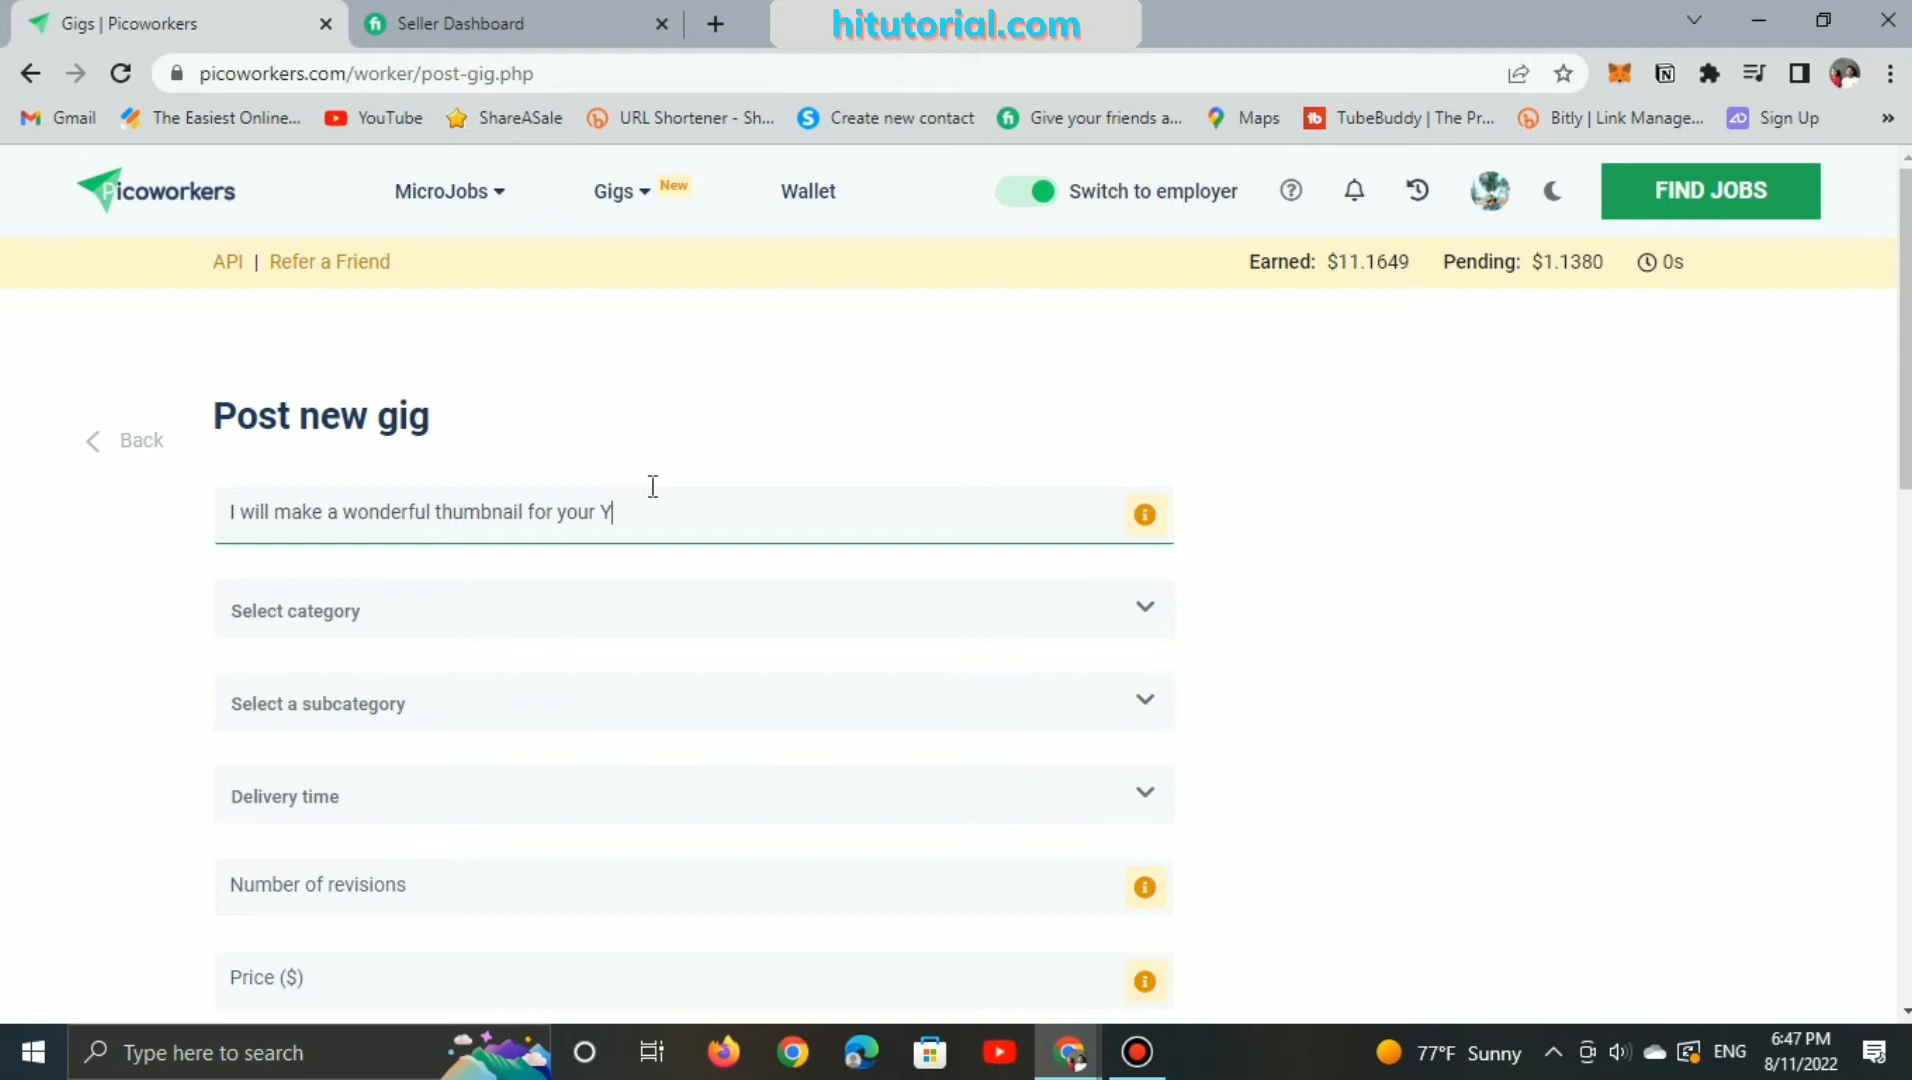 Gigs | Picoworkers
Seller Dashboard
hitutorial.com
picoworkers.com/worker/post-gig.php
Gmail
The Easiest Online...
YouTube
ShareASale
URL Shortener - Sh...
Create new contact
Give your friends a...
Maps
TubeBuddy | The Pr...
Bitly | Link Manage...
Sign Up
Picoworkers
MicroJobs
Gigs
New
Wallet
Switch to employer
FIND JOBS
API | Refer a Friend
Earned: $11.1649
Pending: $1.1380
0s
Back
Post new gig
I will make a wonderful thumbnail for your Y
Select category
Select a subcategory
Delivery time
Number of revisions
Price ($)
Type here to search
77°F Sunny
ENG
6:47 PM
8/11/2022